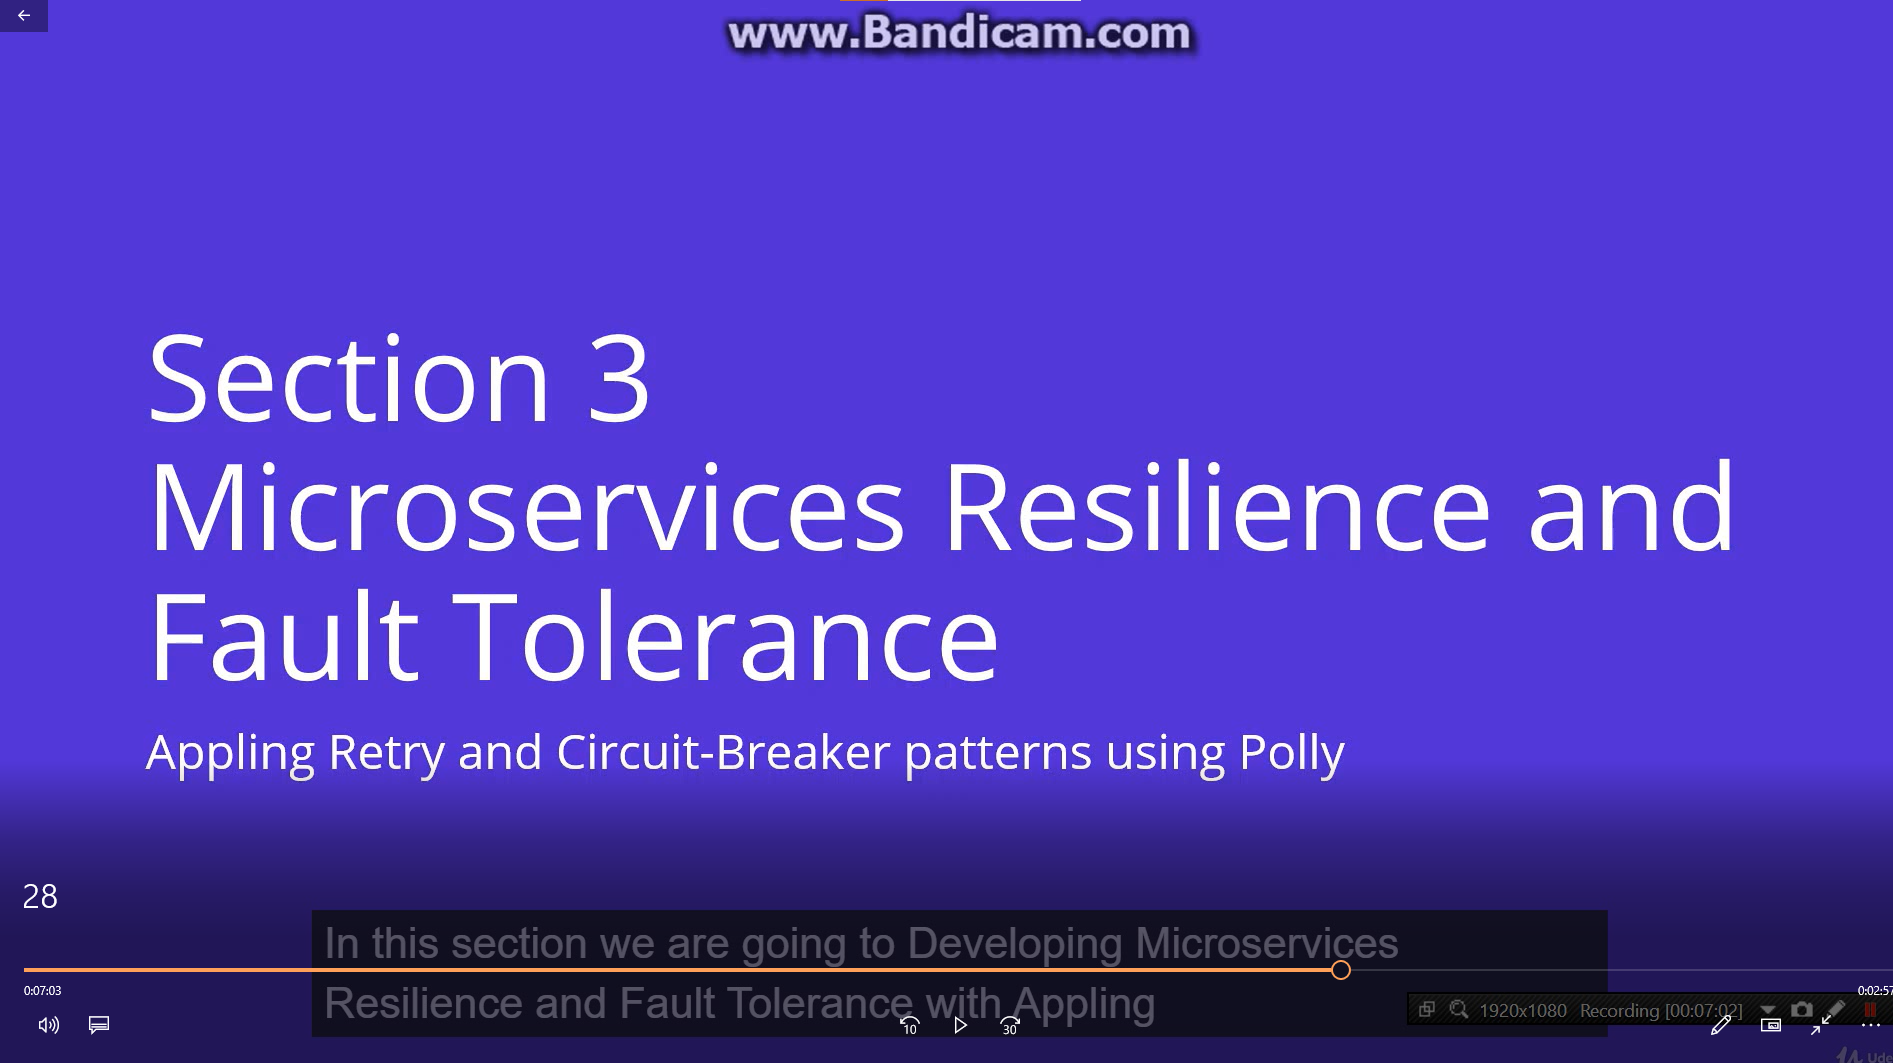 www.Bandicam.com
Section 3
Microservices Resilience and
Fault Tolerance
Appling Retry and Circuit-Breaker patterns using Polly
28
In this section we are going to Developing Microservices
Resilience and Fault Tolerance with Appling
0:07:03
0:02:57
10
30
1920x1080 Recording [00:07:02]